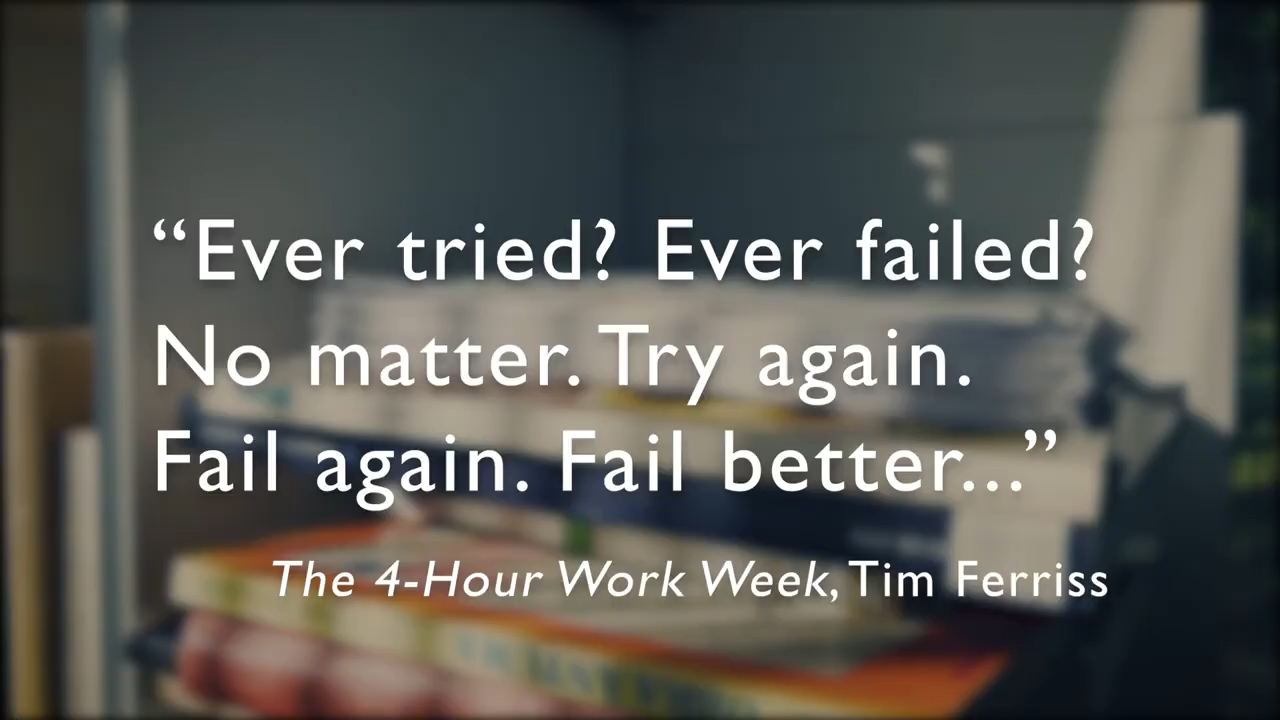 “Ever tried? Ever failed?
No matter. Try again.
Fail again. Fail better...”
The 4-Hour Work Week, Tim Ferriss